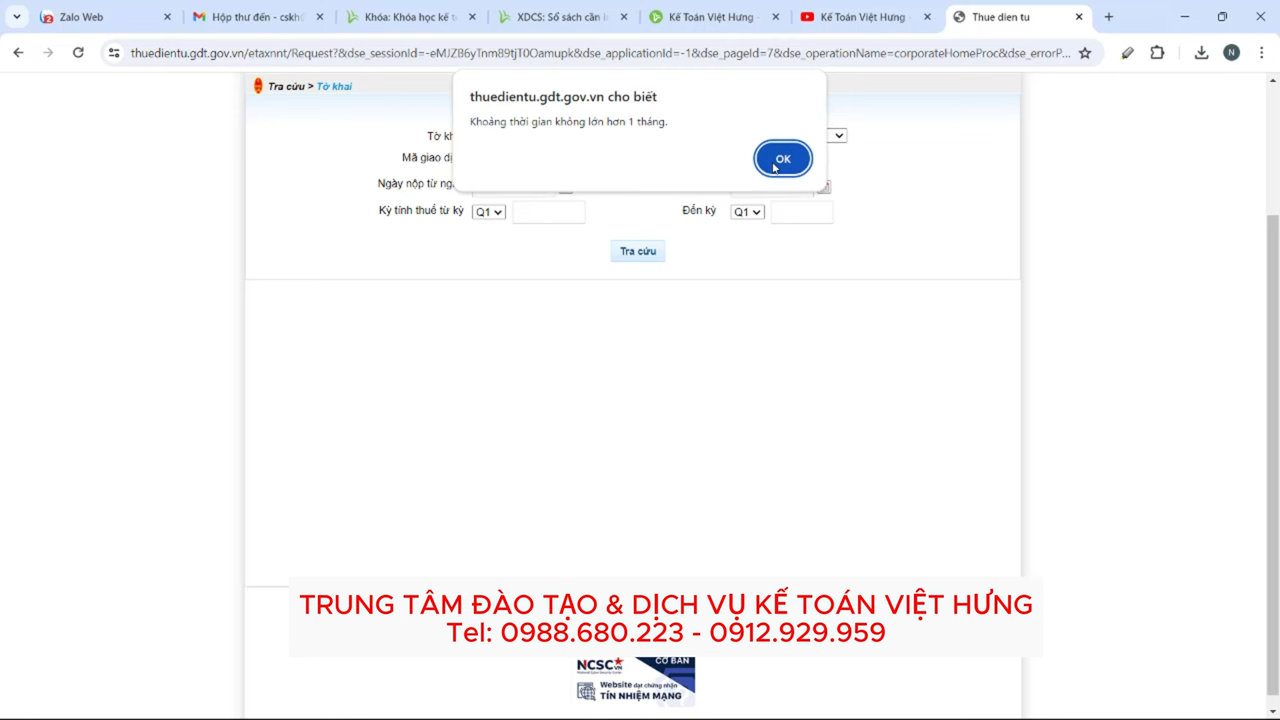 Zalo Web
Hộp thư đến - cskh
Khóa: Khóa học kế t
XDCS: Sổ sách cần l
Kế Toán Việt Hưng -
Kế Toán Việt Hưng -
Thue dien tu
thuedientu.gdt.gov.vn/etaxnnt/Request?&dse_sessionId=-eMJZB6yTnm89tjT0Oamupk&dse_applicationId=-1&dse_pageId=7&dse_operationName=corporateHomeProc&dse_errorP...
N
Tra cứu > Tờ khai
thuedientu.gdt.gov.vn cho biết
Khoảng thời gian không lớn hơn 1 tháng.
OK
Tờ kh
Mã giao dị
Ngày nộp từ ng
Kỳ tính thuế từ kỳ Q1 Đến kỳ Q1
Tra cứu
TRUNG TÂM ĐÀO TẠO & DỊCH VỤ KẾ TOÁN VIỆT HƯNG
Tel: 0988.680.223 - 0912.929.959
NCSC CƠ BẢN
Website đạt chứng nhận
TÍN NHIỆM MẠNG